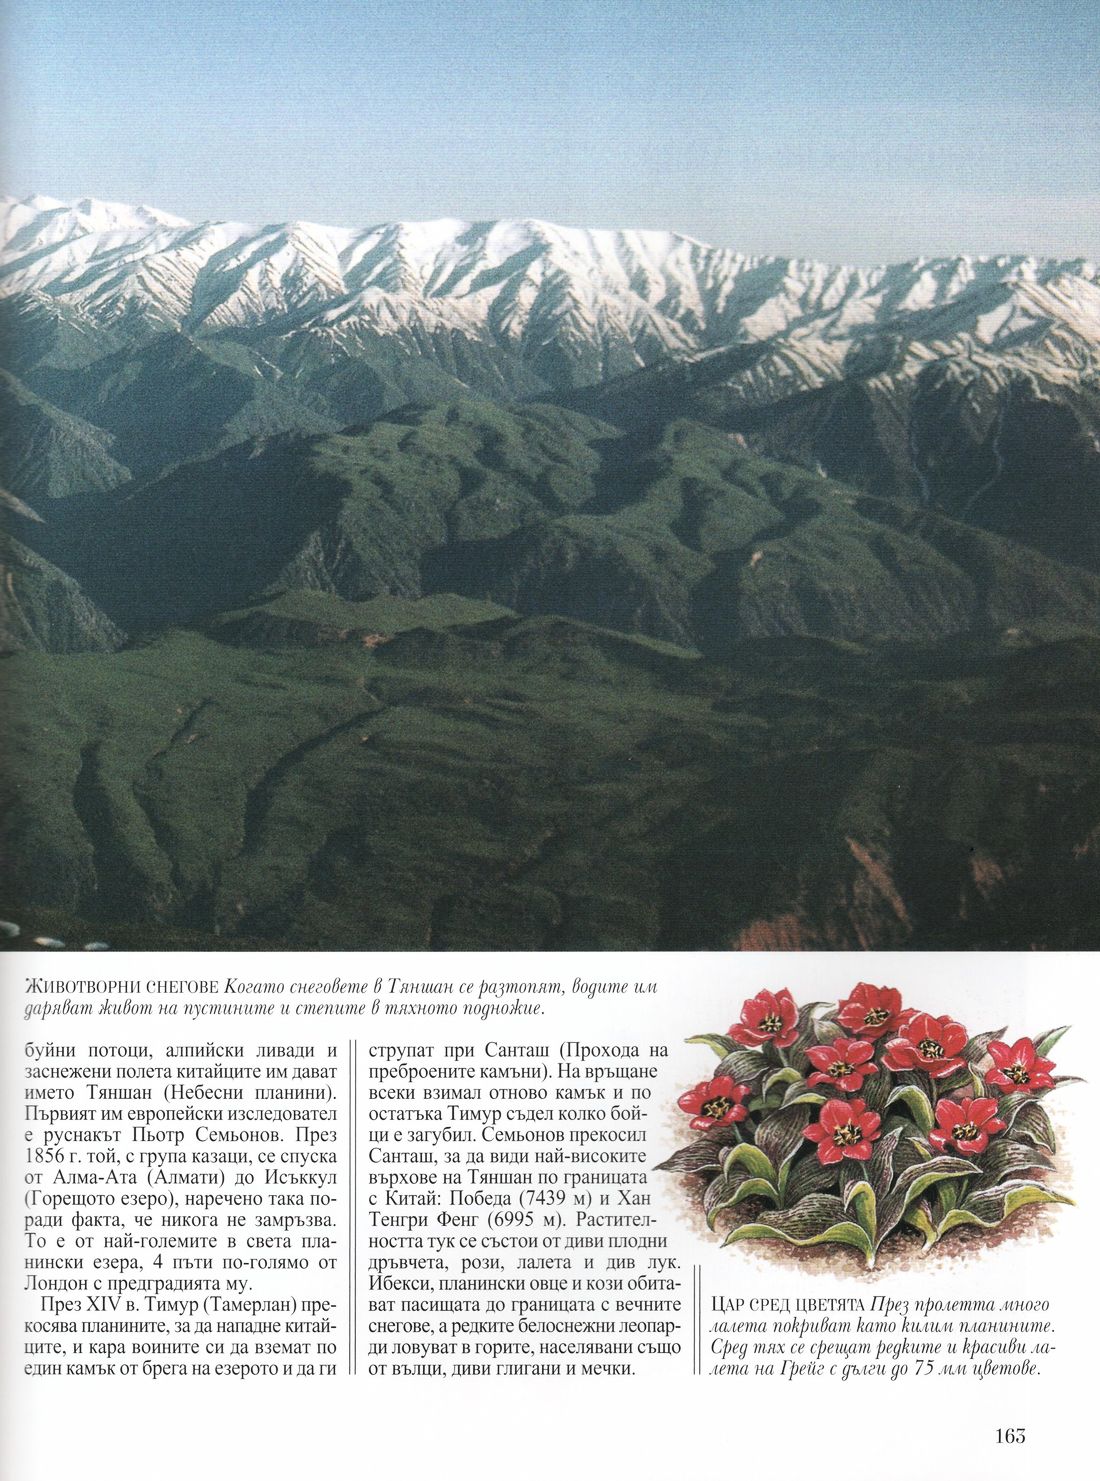 Животворни снегове Когато снеговете в Тяншан се разтопят, водите им
даряват живот на пустините и степите в тяхното подножие.
буйни потоци, алпийски ливади и
заснежени полета китайците им дават
името Тяншан (Небесни планини).
Първият им европейски изследовател
е руснакът Пьотр Семьонов. През
1856 г. той, с група казаци, се спуска
от Алма-Ата (Алмати) до Исъккул
(Горещото езеро), наречено така по-
ради факта, че никога не замръзва.
То е от най-големите в света пла-
нински езера, 4 пъти по-голямо от
Лондон с предградията му.
През XIV в. Тимур (Тамерлан) пре-
косява планините, за да нападне китай-
ците, и кара воините си да вземат по
един камък от брега на езерото и да ги
струпат при Санташ (Прохода на
преброените камъни). На връщане
всеки взимал отново камък и по
остатъка Тимур съдел колко бой-
ци е загубил. Семьонов прекосил
Санташ, за да види най-високите
върхове на Тяншан по границата
с Китай: Победа (7439 м) и Хан
Тенгри Фенг (6995 м). Растител-
ността тук се състои от диви плодни
дръвчета, рози, лалета и див лук.
Ибекси, планински овце и кози обита-
ват пасищата до границата с вечните
снегове, а редките белоснежни леопар-
ди ловуват в горите, населявани също
от вълци, диви глигани и мечки.
Цар сред цветята През пролетта много
лалета покриват като килим планините.
Сред тях се срещат редките и красиви ла-
лета на Грейг с дълги до 75 мм цветове.
163